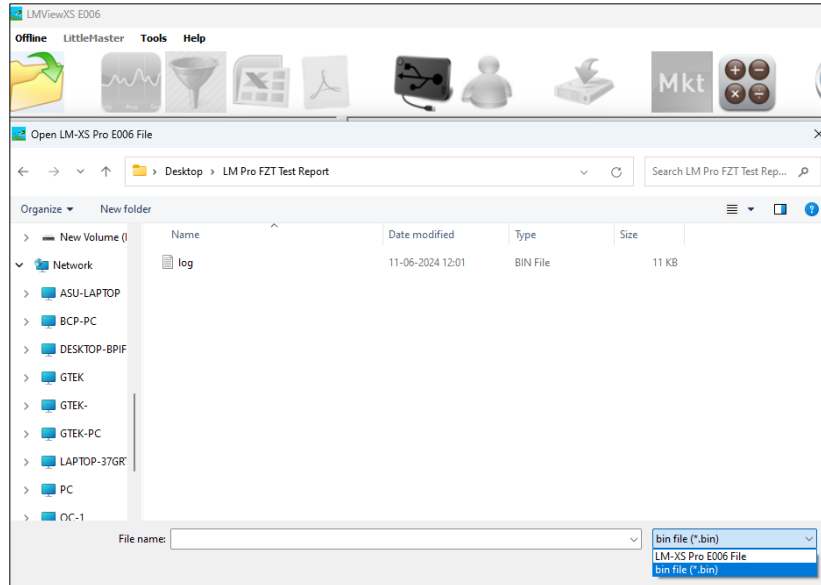 LMViewXS E006
Offline LittleMaster Tools Help
Mkt
Open LM-XS Pro E006 File
Desktop > LM Pro FZT Test Report
Search LM Pro FZT Test Rep...
Organize New folder
Name Date modified Type Size
New Volume (
log 11-06-2024 12:01 BIN File 11 KB
Network
ASU-LAPTOP
BCP-PC
DESKTOP-BPIF
GTEK
GTEK-
GTEK-PC
LAPTOP-37GR
PC
OC-1
File name: bin file (*.bin)
LM-XS Pro E006 File
bin file (*.bin)